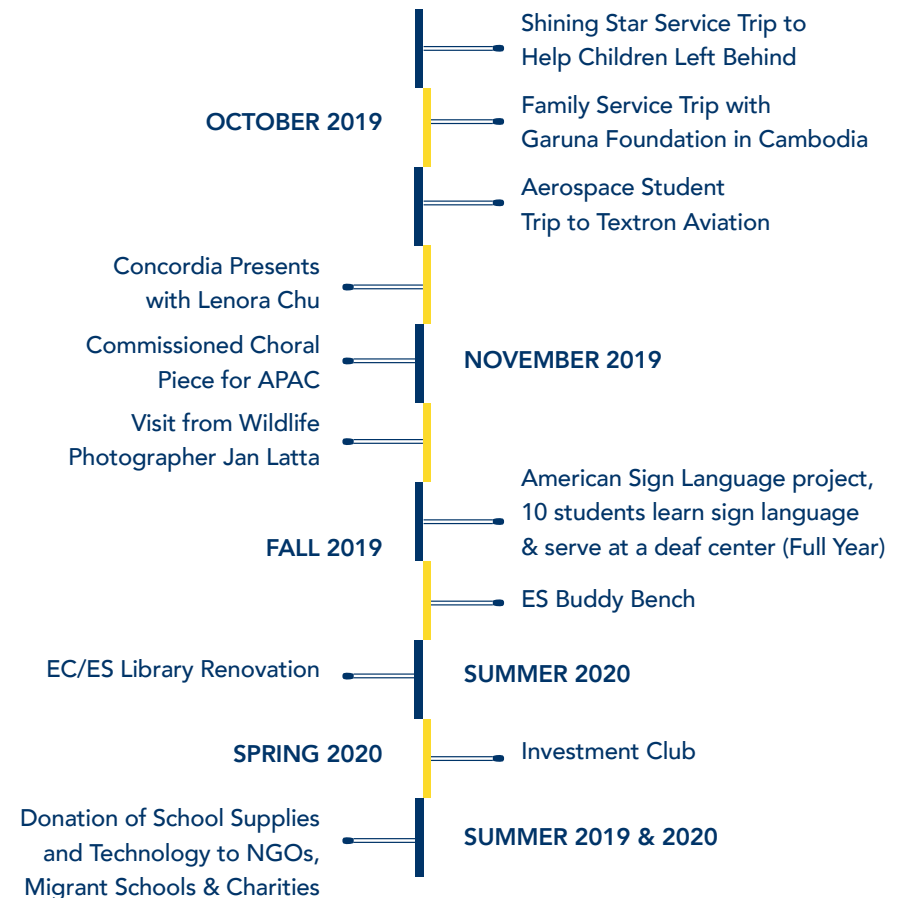 Shining Star Service Trip to
Help Children Left Behind
OCTOBER 2019
Family Service Trip with
Garuna Foundation in Cambodia
Aerospace Student
Trip to Textron Aviation
Concordia Presents
with Lenora Chu
Commissioned Choral
Piece for APAC
NOVEMBER 2019
Visit from Wildlife
Photographer Jan Latta
FALL 2019
American Sign Language project,
10 students learn sign language
& serve at a deaf center (Full Year)
ES Buddy Bench
EC/ES Library Renovation
SUMMER 2020
SPRING 2020
Investment Club
Donation of School Supplies
and Technology to NGOs,
Migrant Schools & Charities
SUMMER 2019 & 2020